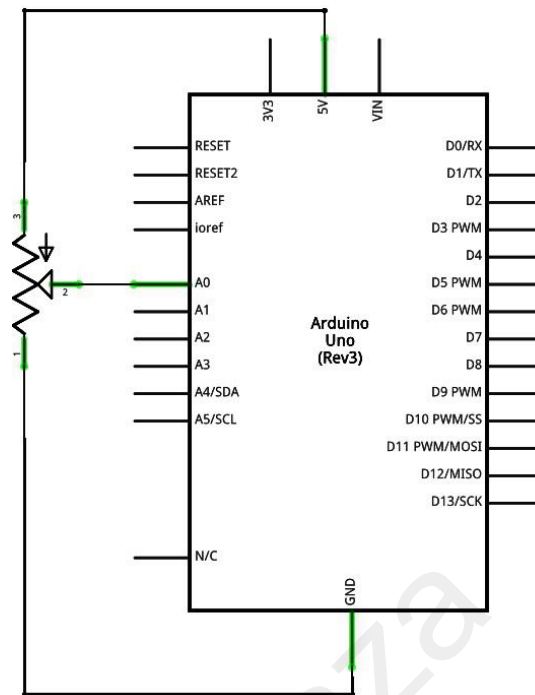 3V3
5V
VIN
RESET
RESET2
AREF
ioref
A0
A1
A2
A3
A4/SDA
A5/SCL
N/C
D0/RX
D1/TX
D2
D3 PWM
D4
D5 PWM
D6 PWM
D7
D8
D9 PWM
D10 PWM/SS
D11 PWM/MOSI
D12/MISO
D13/SCK
Arduino
Uno
(Rev3)
GND
3
2
1